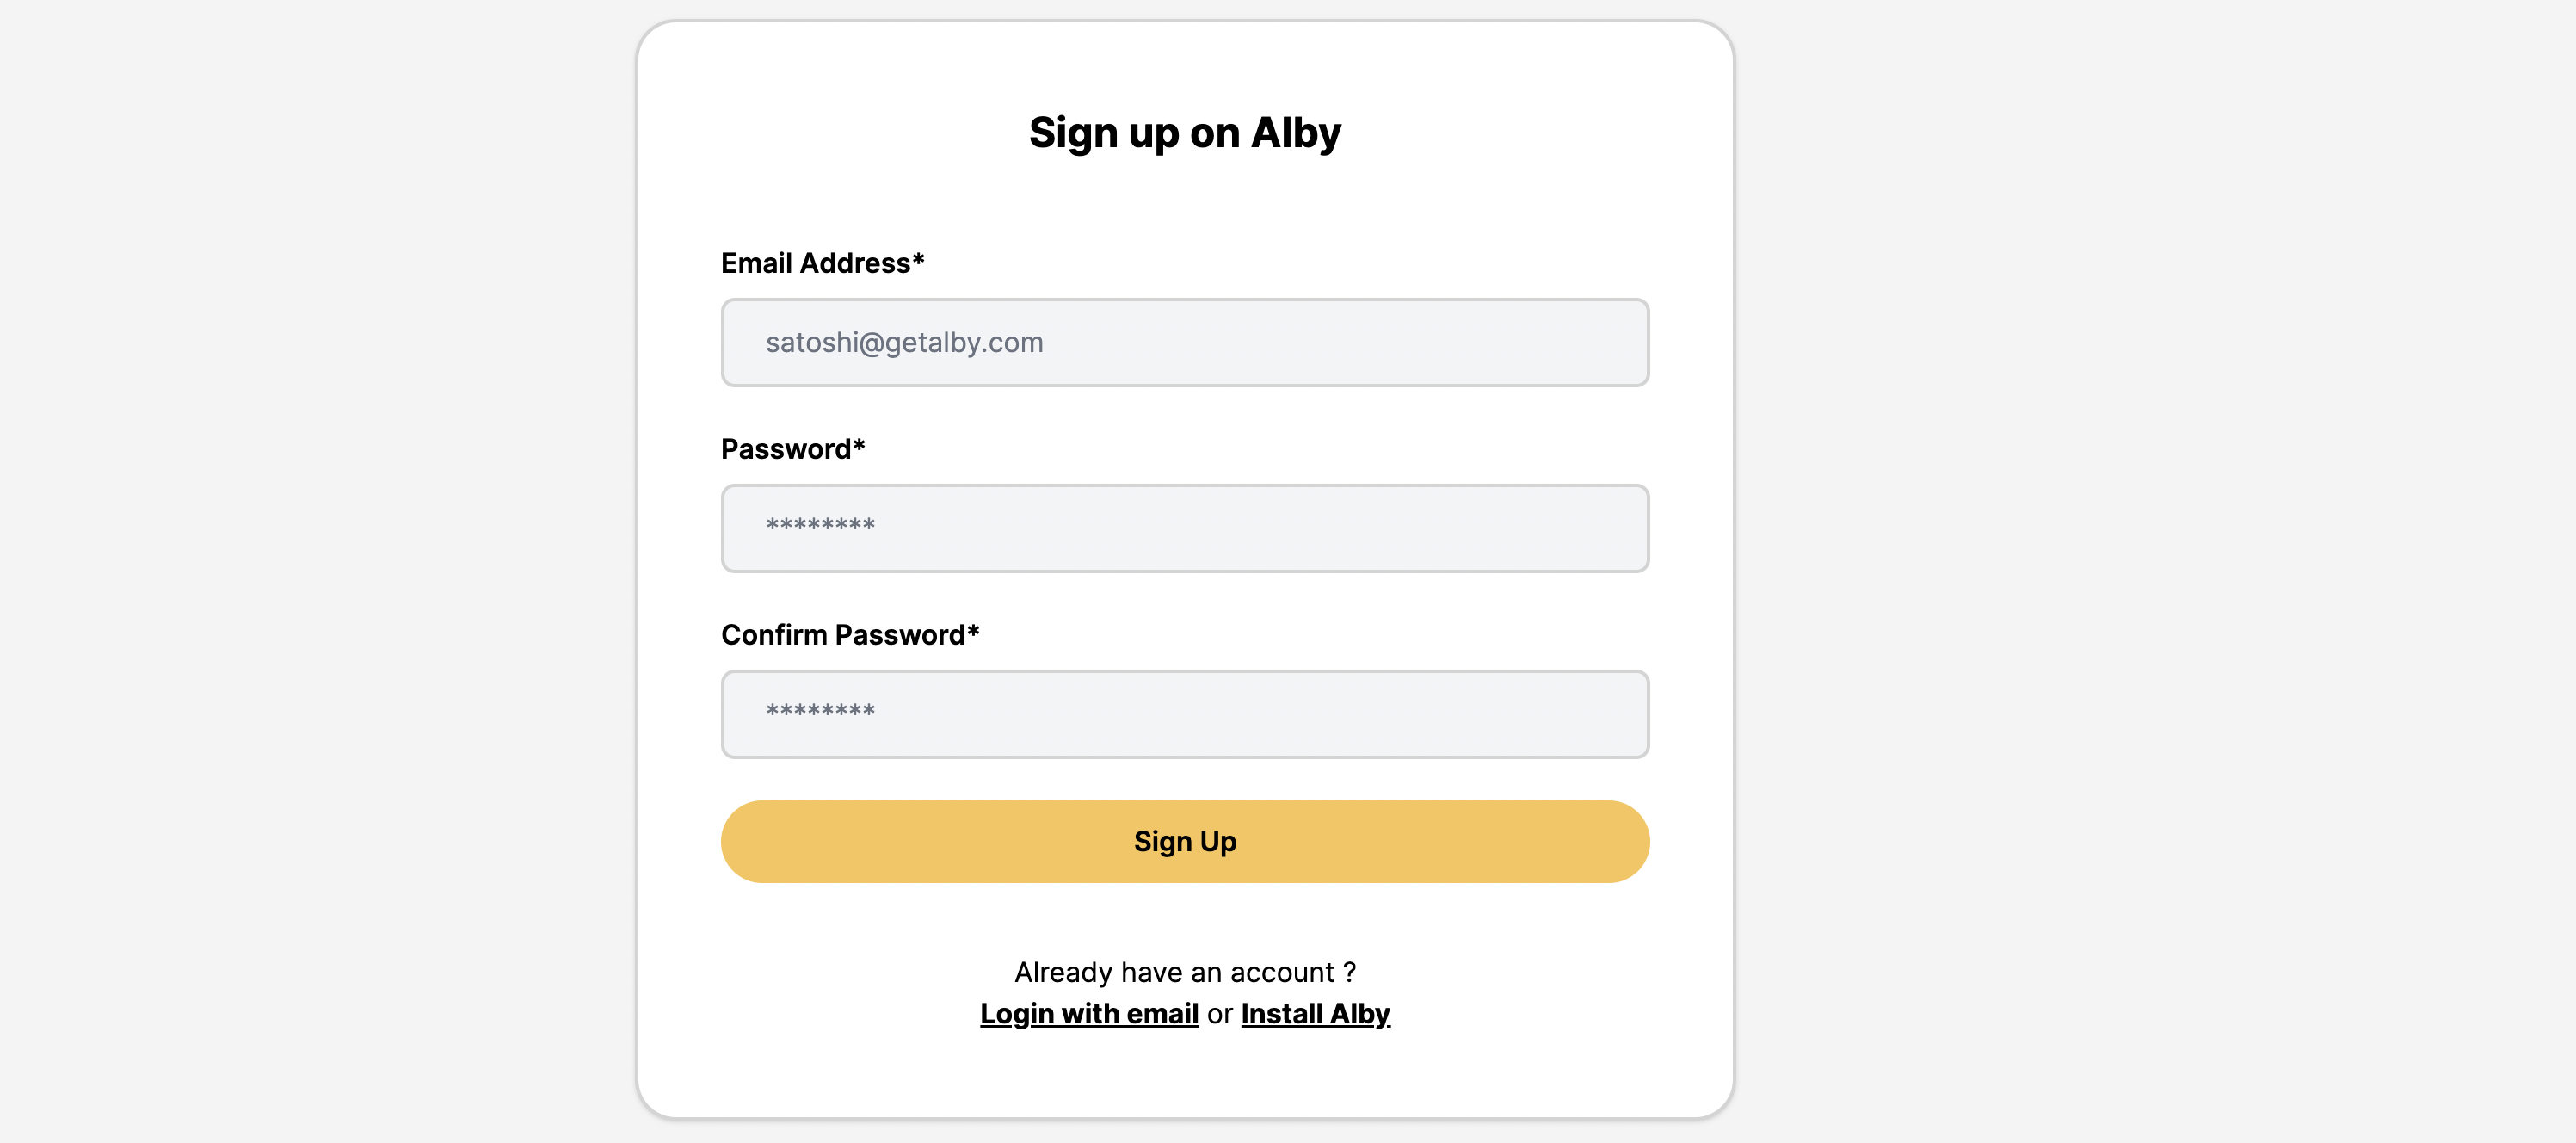 Sign up on Alby
Email Address*
satoshi@getalby.com
Password*
********
Confirm Password*
********
Sign Up
Already have an account ?
Login with email or Install Alby